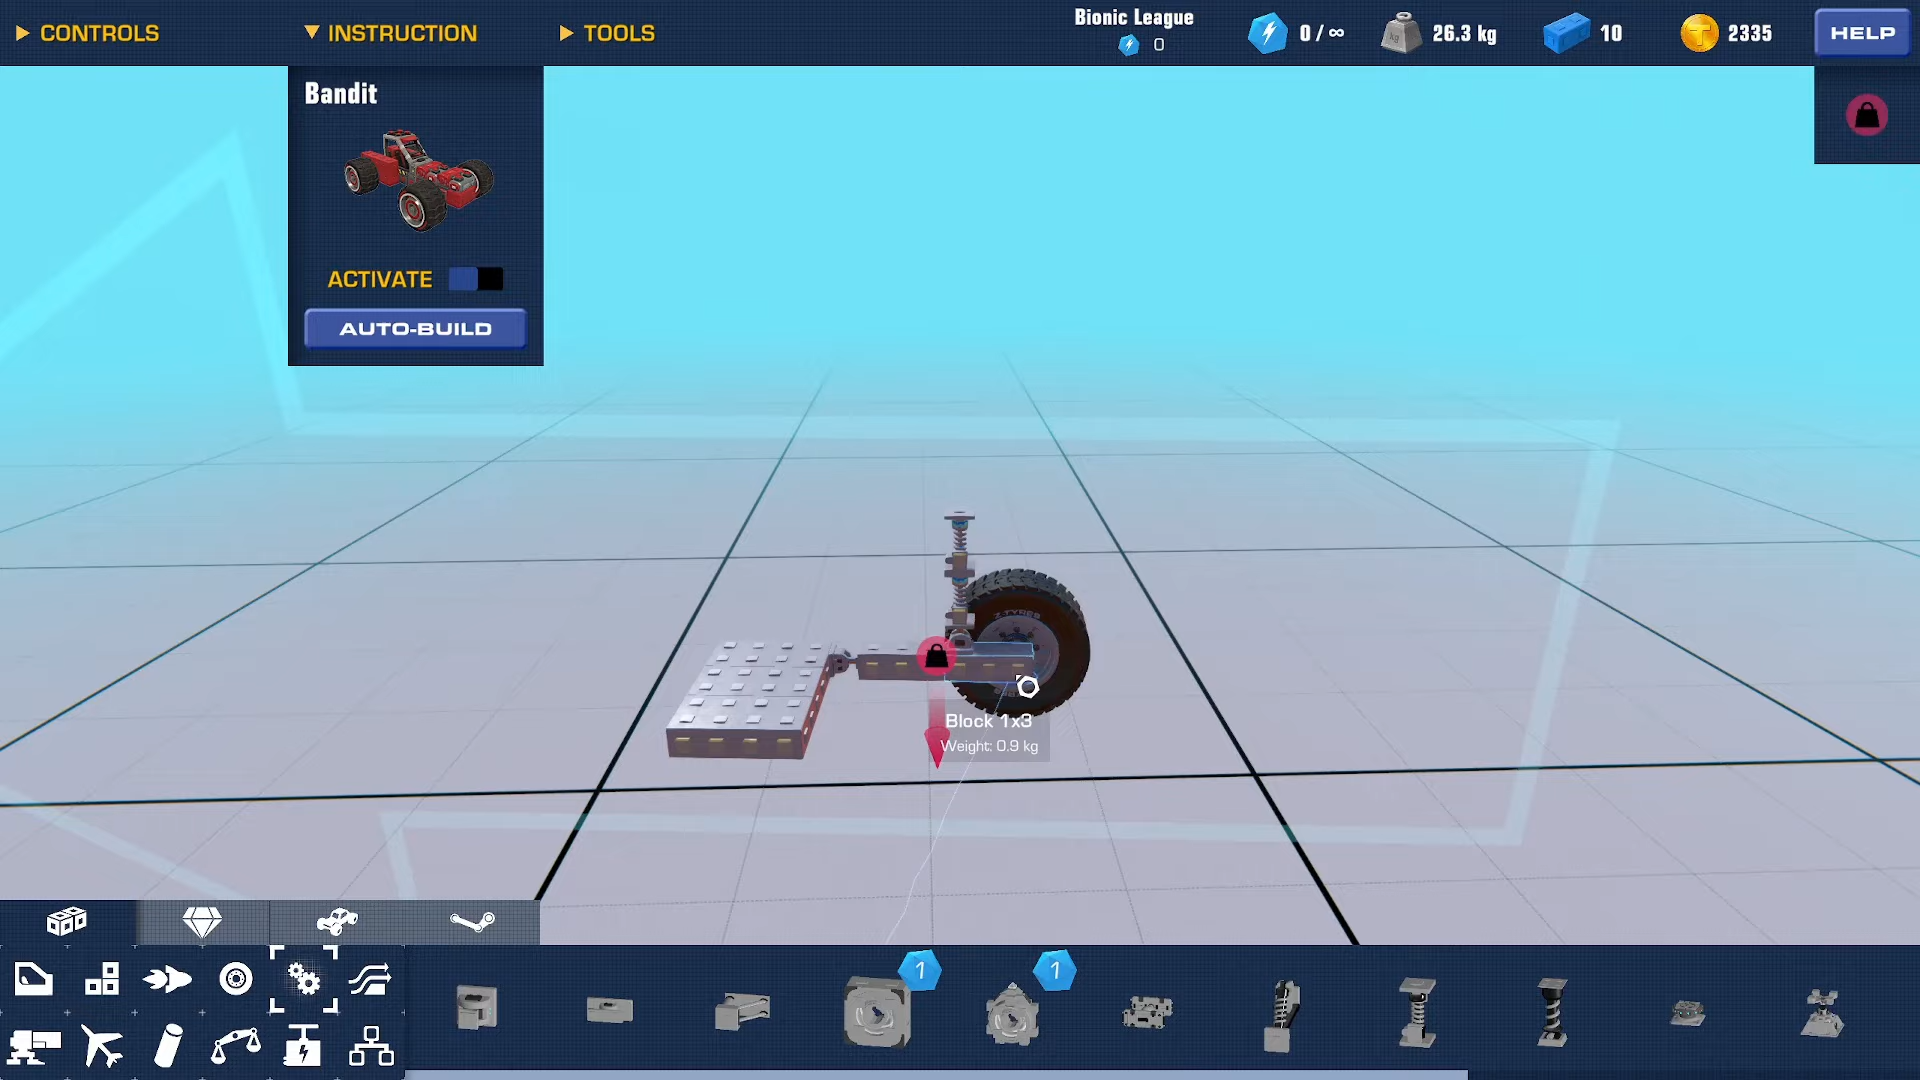 CONTROLS
INSTRUCTION
TOOLS
Bionic League
0
0 / ∞
26.3 kg
10
2335
HELP
Bandit
ACTIVATE
AUTO-BUILD
Z-TYRES
Block 1x3
Weight: 0.9 kg
1
1